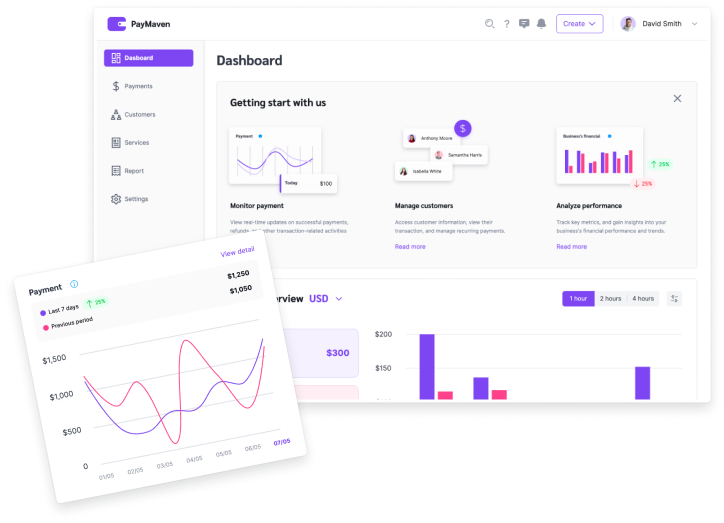 PayMaven
?
Create
David Smith
Dasboard
Payments
Customers
Services
Report
Settings
Dashboard
Getting start with us
Payment
Today $100
Monitor payment
View real-time updates on successful payments,
refunds other transaction-related activities
Anthony Moore
$
Samantha Harris
Isabella White
Manage customers
Access customer information, view their
transaction, and manage recurring payments.
Read more
Business's financial
25%
25%
Analyze performance
Track key metrics, and gain insights into your
business's financial performance and trends.
Read more
erview USD
1 hour 2 hours 4 hours
$300
$200
$150
Payment
View detail
Last 7 days 25% $1,250
Previous period $1,050
$1,500
$1,000
$500
0
01/05 02/05 03/05 04/05 05/05 06/05 07/05